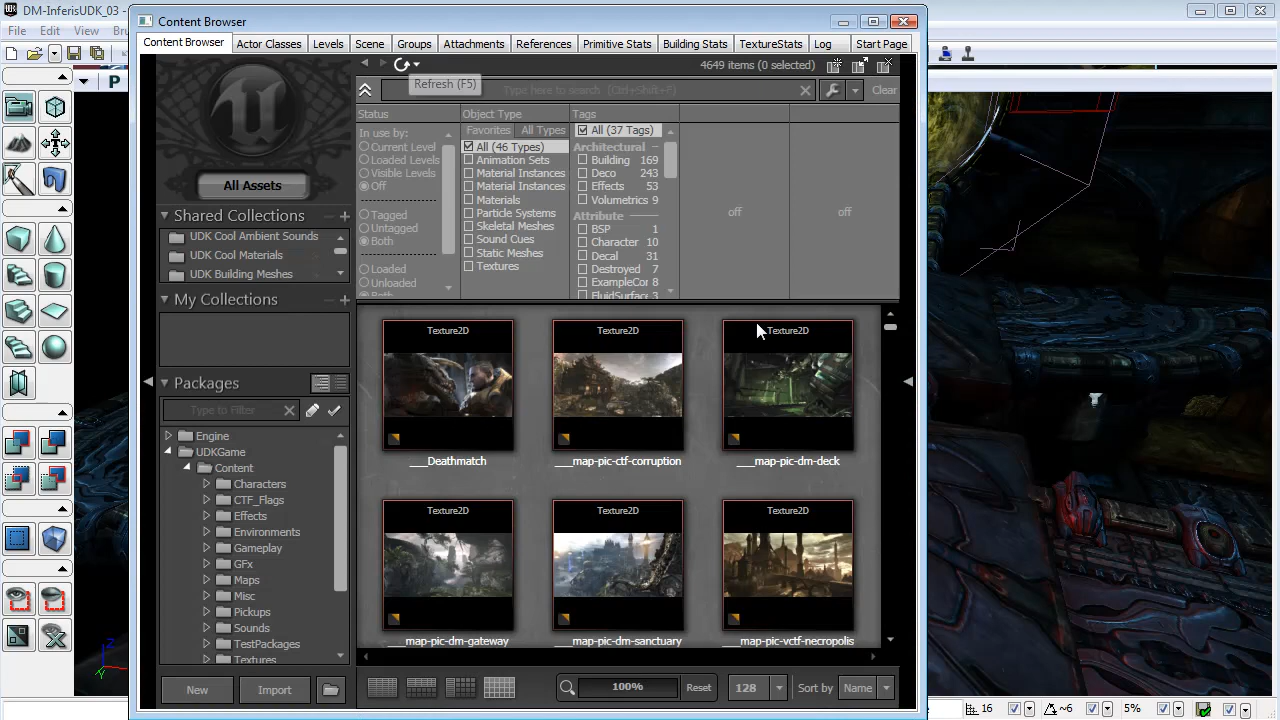 DM-InferisUDK_03 -
Content Browser
File Edit View Bru
Content Browser Actor Classes Levels Scene Groups Attachments References Primitive Stats Building Stats TextureStats Log Start Page
P
4649 items (0 selected)
Refresh (F5)
Type here to search (Ctrl+Shift+F)
Clear
Status Object Type Tags
In use by: Favorites All Types All (37 Tags)
Current Level All (46 Types) Architectural
Loaded Levels Animation Sets Building 169
Visible Levels Material Instances Deco 243
Off Material Instances Effects 53
Materials Volumetrics 9
Tagged Particle Systems Attribute
Untagged Skeletal Meshes BSP 1
Both Sound Cues Character 10
Static Meshes Decal 31
Loaded Textures Destroyed 7
Unloaded ExampleCor 8
Both FluidSurface 3
off off
All Assets
Shared Collections
UDK Cool Ambient Sounds
UDK Cool Materials
UDK Building Meshes
My Collections
Packages
Type to Filter
Engine
UDKGame
Content
Characters
CTF_Flags
Effects
Environments
Gameplay
GFx
Maps
Misc
Pickups
Sounds
TestPackages
Textures
New Import
Texture2D Texture2D Texture2D
___Deathmatch ___map-pic-ctf-corruption ___map-pic-dm-deck
Texture2D Texture2D Texture2D
__map-pic-dm-gateway __map-pic-dm-sanctuary __map-pic-vctf-necropolis
100% Reset 128 Sort by Name
Z
Y
16 ~6 5%